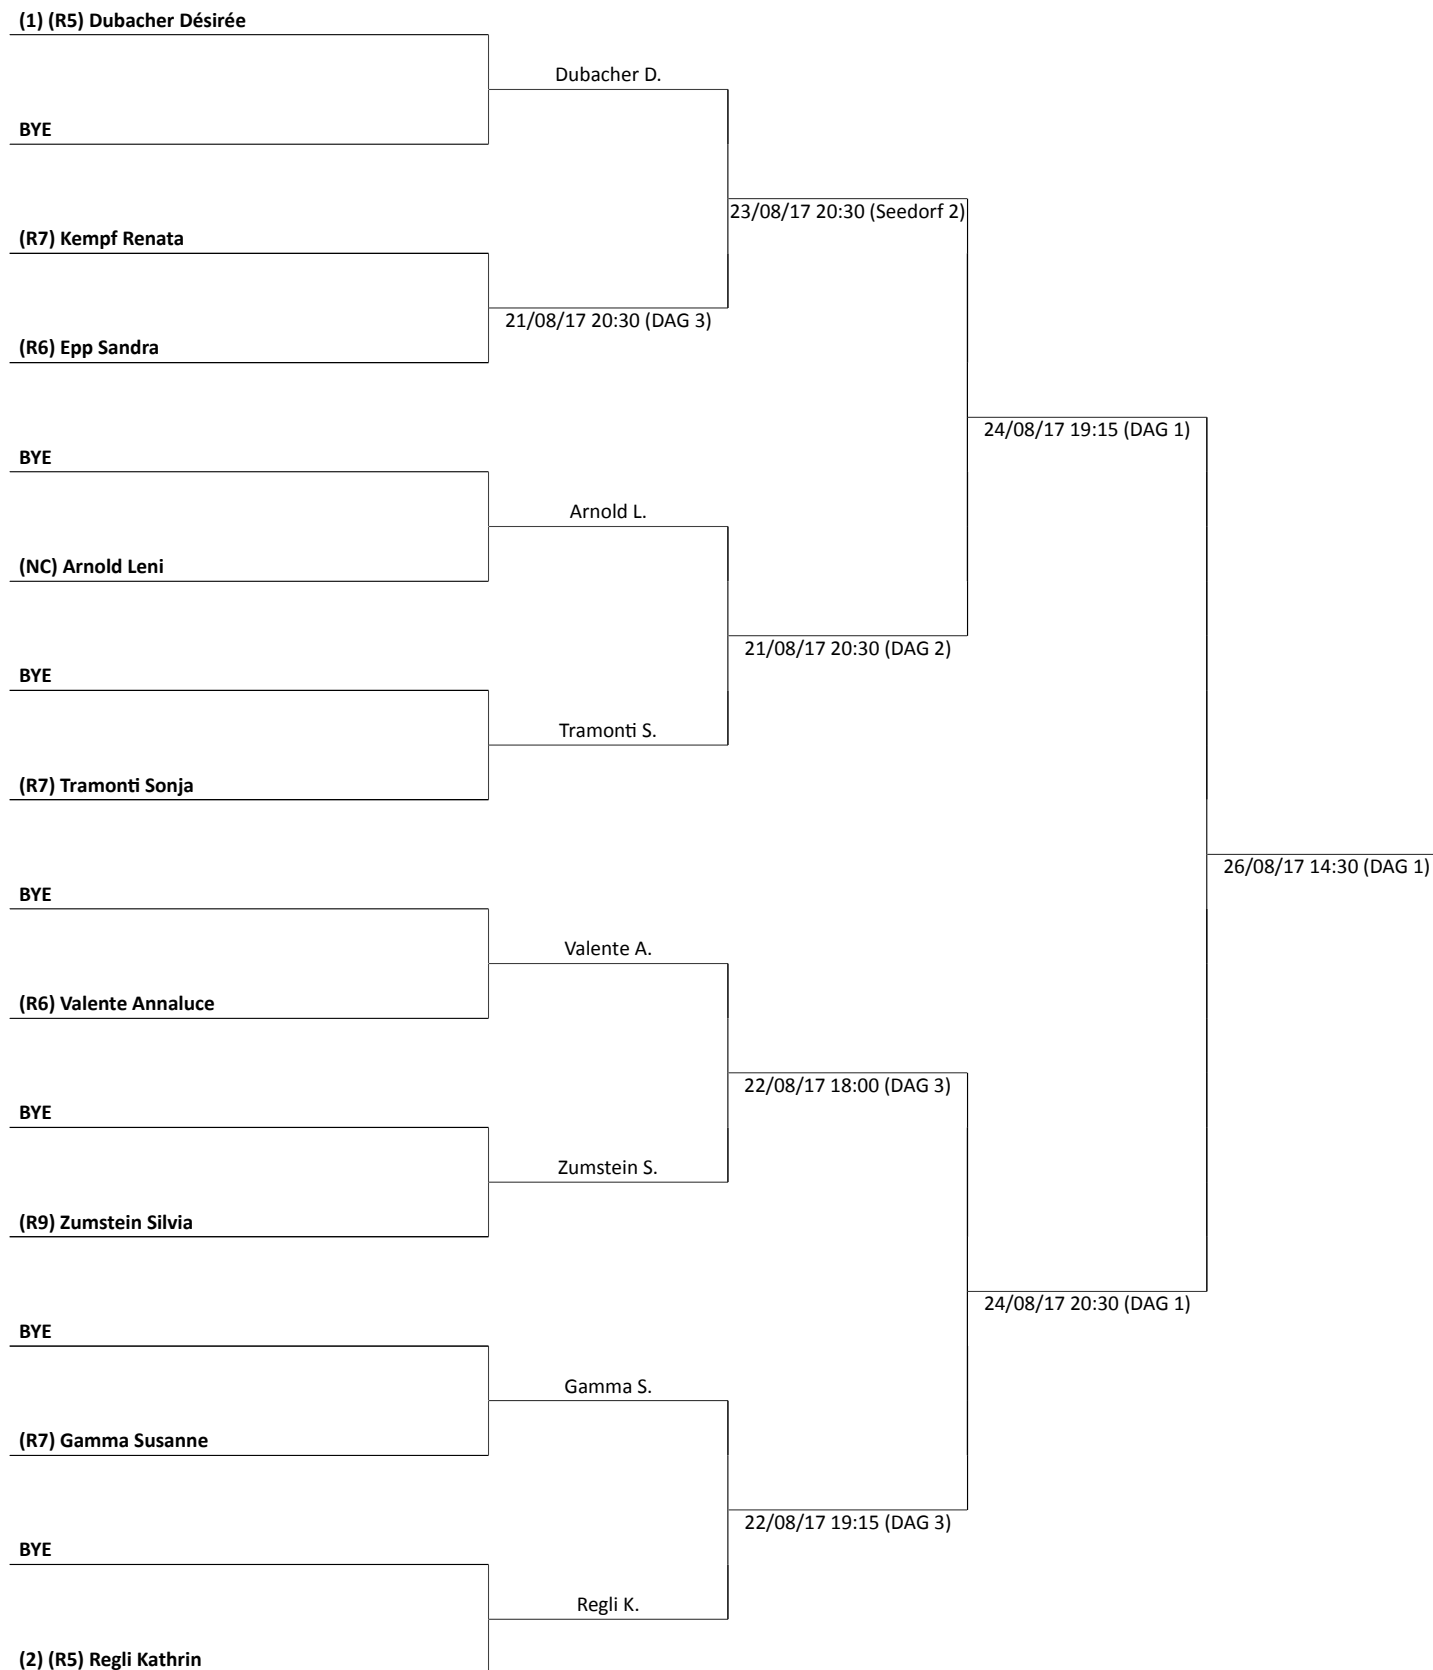 (1) (R5) Dubacher Désirée
Dubacher D.
BYE
23/08/17 20:30 (Seedorf 2)
(R7) Kempf Renata
21/08/17 20:30 (DAG 3)
(R6) Epp Sandra
24/08/17 19:15 (DAG 1)
BYE
Arnold L.
(NC) Arnold Leni
21/08/17 20:30 (DAG 2)
BYE
Tramonti S.
(R7) Tramonti Sonja
26/08/17 14:30 (DAG 1)
BYE
Valente A.
(R6) Valente Annaluce
22/08/17 18:00 (DAG 3)
BYE
Zumstein S.
(R9) Zumstein Silvia
24/08/17 20:30 (DAG 1)
BYE
Gamma S.
(R7) Gamma Susanne
22/08/17 19:15 (DAG 3)
BYE
Regli K.
(2) (R5) Regli Kathrin